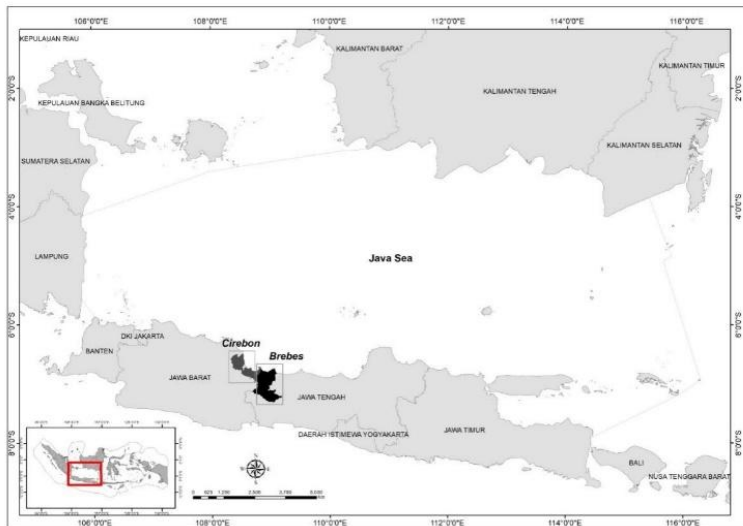 106°0'0"E 108°0'0"E 110°0'0"E 112°0'0"E 114°0'0"E 116°0'0"E
KEPULAUAN RIAU
KALIMANTAN BARAT
KALIMANTAN TIMUR
2°0'0"S
KALIMANTAN TENGAH
2°0'0"S
KEPULAUAN BANGKA BELITUNG
KALIMANTAN SELATAN
SUMATERA SELATAN
4°0'0"S
4°0'0"S
LAMPUNG
Java Sea
6°0'0"S
6°0'0"S
DKI JAKARTA
BANTEN
Cirebon
Brebes
JAWA BARAT
JAWA TENGAH
DAERAH ISTIMEWA YOGYAKARTA
JAWA TIMUR
8°0'0"S
8°0'0"S
BALI
NUSA TENGGARA BARAT
106°0'0"E 108°0'0"E 110°0'0"E 112°0'0"E 114°0'0"E 116°0'0"E